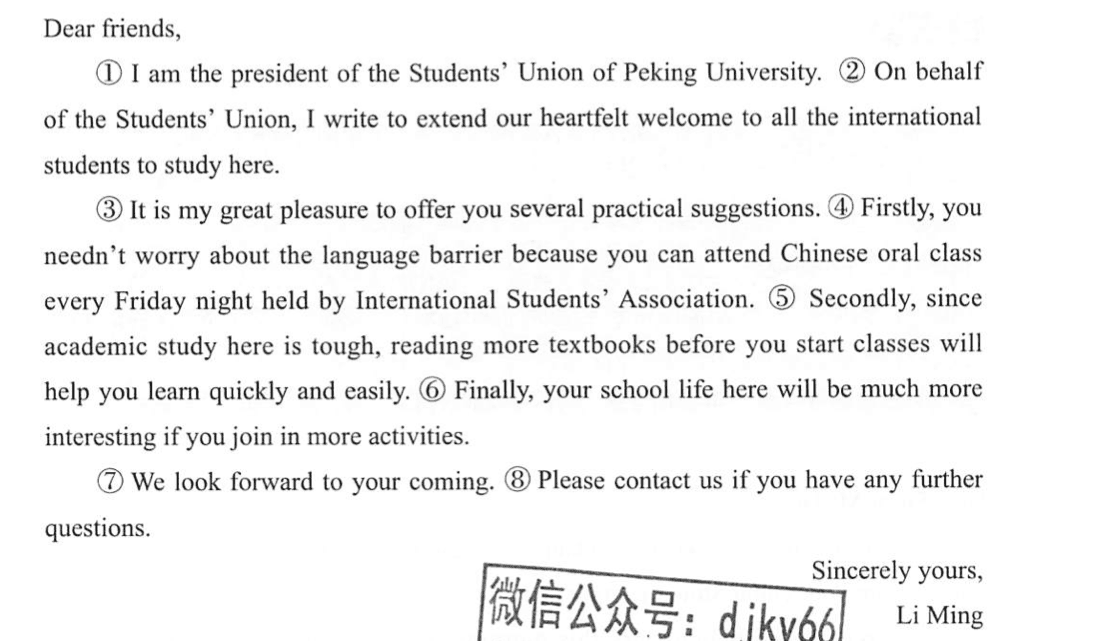 Dear friends,
① I am the president of the Students’ Union of Peking University. ② On behalf
of the Students’ Union, I write to extend our heartfelt welcome to all the international
students to study here.
③ It is my great pleasure to offer you several practical suggestions. ④ Firstly, you
needn’t worry about the language barrier because you can attend Chinese oral class
every Friday night held by International Students’ Association. ⑤ Secondly, since
academic study here is tough, reading more textbooks before you start classes will
help you learn quickly and easily. ⑥ Finally, your school life here will be much more
interesting if you join in more activities.
⑦ We look forward to your coming. ⑧ Please contact us if you have any further
questions.
Sincerely yours,
微信公众号: djky66
Li Ming